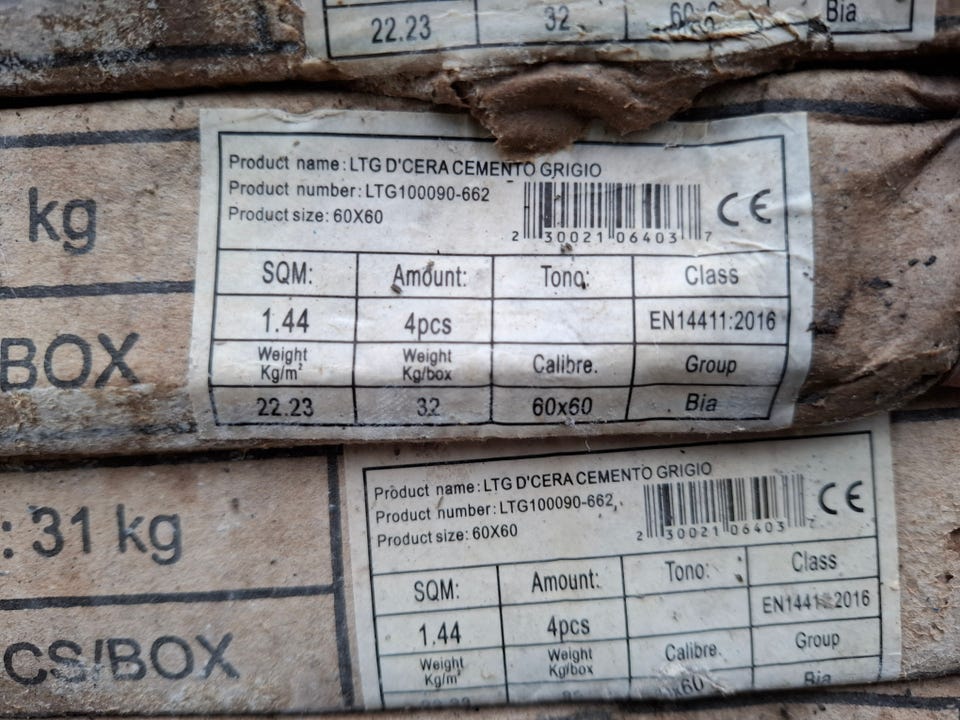 22.23 32 Bia
kg
BOX
Product name: LTG D'CERA CEMENTO GRIGIO
Product number: LTG100090-662
Product size: 60X60
2 30021 06403 7
CE
SQM: Amount: Tono: Class
1.44 4pcs EN14411:2016
Weight Kg/m² Weight Kg/box Calibre. Group
22.23 32 60x60 Bia
: 31 kg
CS/BOX
Product name: LTG D'CERA CEMENTO GRIGIO
Product number: LTG100090-662
Product size: 60X60
2 30021 06403 7
CE
SQM: Amount: Tono: Class
1.44 4pcs 2016
Weight Kg/m² Weight Kg/box Calibre. Group
Bia